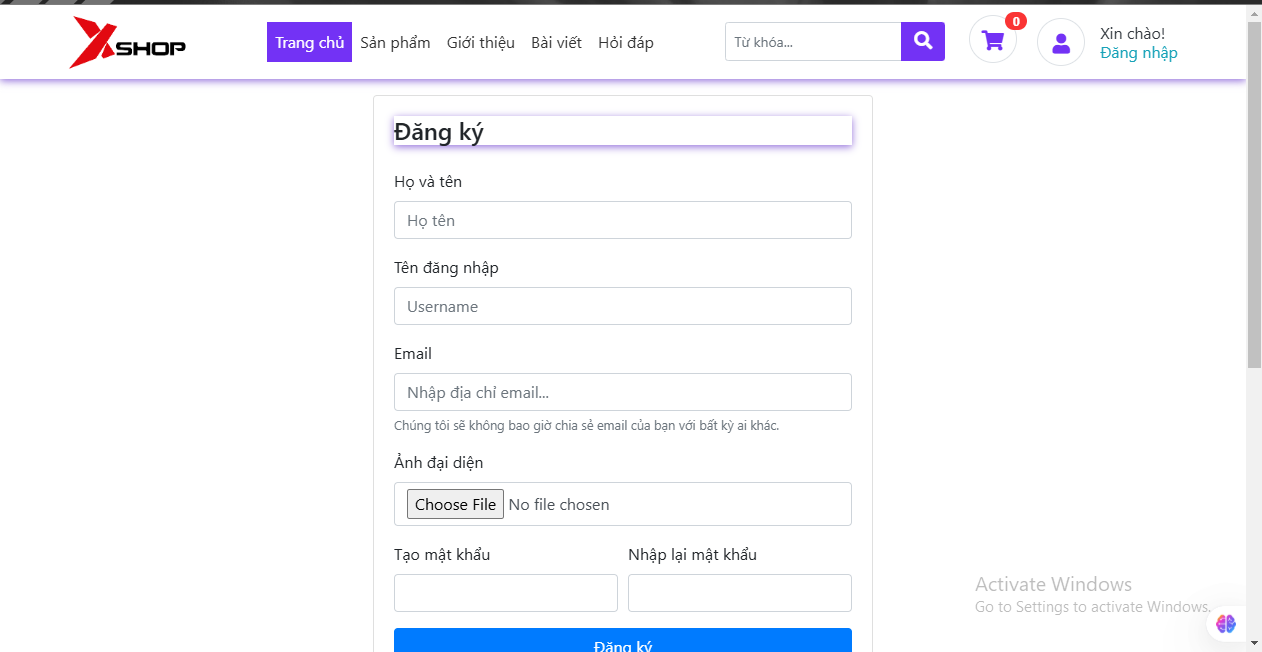 XSHOP
Trang chủ Sản phẩm Giới thiệu Bài viết Hỏi đáp
Từ khóa...
0
Xin chào!
Đăng nhập
Đăng ký
Họ và tên
Họ tên
Tên đăng nhập
Username
Email
Nhập địa chỉ email...
Chúng tôi sẽ không bao giờ chia sẻ email của bạn với bất kỳ ai khác.
Ảnh đại diện
Choose File No file chosen
Tạo mật khẩu Nhập lại mật khẩu
Activate Windows
Go to Settings to activate Windows.
Đăng ký